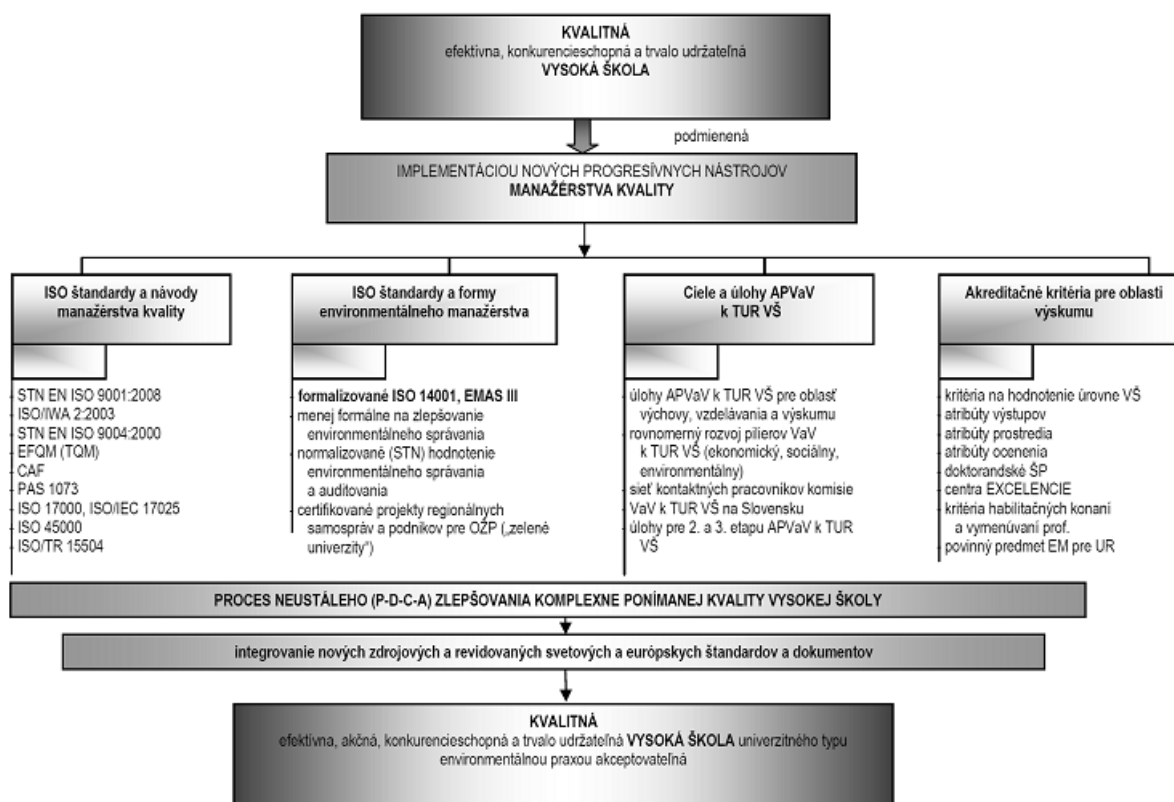 KVALITNÁ
efektívna, konkurencieschopná a trvalo udržateľná
VYSOKÁ ŠKOLA
podmienená
IMPLEMENTÁCIOU NOVÝCH PROGRESÍVNYCH NÁSTROJOV
MANAŽÉRSTVA KVALITY
ISO štandardy a návody
manažérstva kvality
STN EN ISO 9001:2008
ISO/IWA 2:2003
STN EN ISO 9004:2000
EFQM (TQM)
CAF
PAS 1073
ISO 17000, ISO/IEC 17025
ISO 45000
ISO/TR 15504
ISO štandardy a formy
environmentálneho manažérstva
formalizované ISO 14001, EMAS III
menej formálne na zlepšovanie
environmentálneho správania
normalizované (STN) hodnotenie
environmentálneho správania
a auditovania
certifikované projekty regionálnych
samospráv a podnikov pre OŽP („zelené
univerzity“)
Ciele a úlohy APVaV
k TUR VŠ
úlohy APVaV k TUR VŠ pre oblasť
výchovy, vzdelávania a výskumu
rovnomerný rozvoj pilierov VaV
k TUR VŠ (ekonomický, sociálny,
environmentálny)
sieť kontaktných pracovníkov komisie
VaV k TUR VŠ na Slovensku
úlohy pre 2. a 3. etapu APVaV k TUR
VŠ
Akreditačné kritéria pre oblasti
výskumu
kritéria na hodnotenie úrovne VŠ
atribúty výstupov
atribúty prostredia
atribúty ocenenia
doktorandské ŠP
centra EXCELENCIE
kritéria habilitačných konaní
a vymenúvaní prof.
povinný predmet EM pre UR
PROCES NEUSTÁLEHO (P-D-C-A) ZLEPŠOVANIA KOMPLEXNE PONÍMANEJ KVALITY VYSOKEJ ŠKOLY
integrovanie nových zdrojových a revidovaných svetových a európskych štandardov a dokumentov
KVALITNÁ
efektívna, akčná, konkurencieschopná a trvalo udržateľná VYSOKÁ ŠKOLA univerzitného typu
environmentálnou praxou akceptovateľná